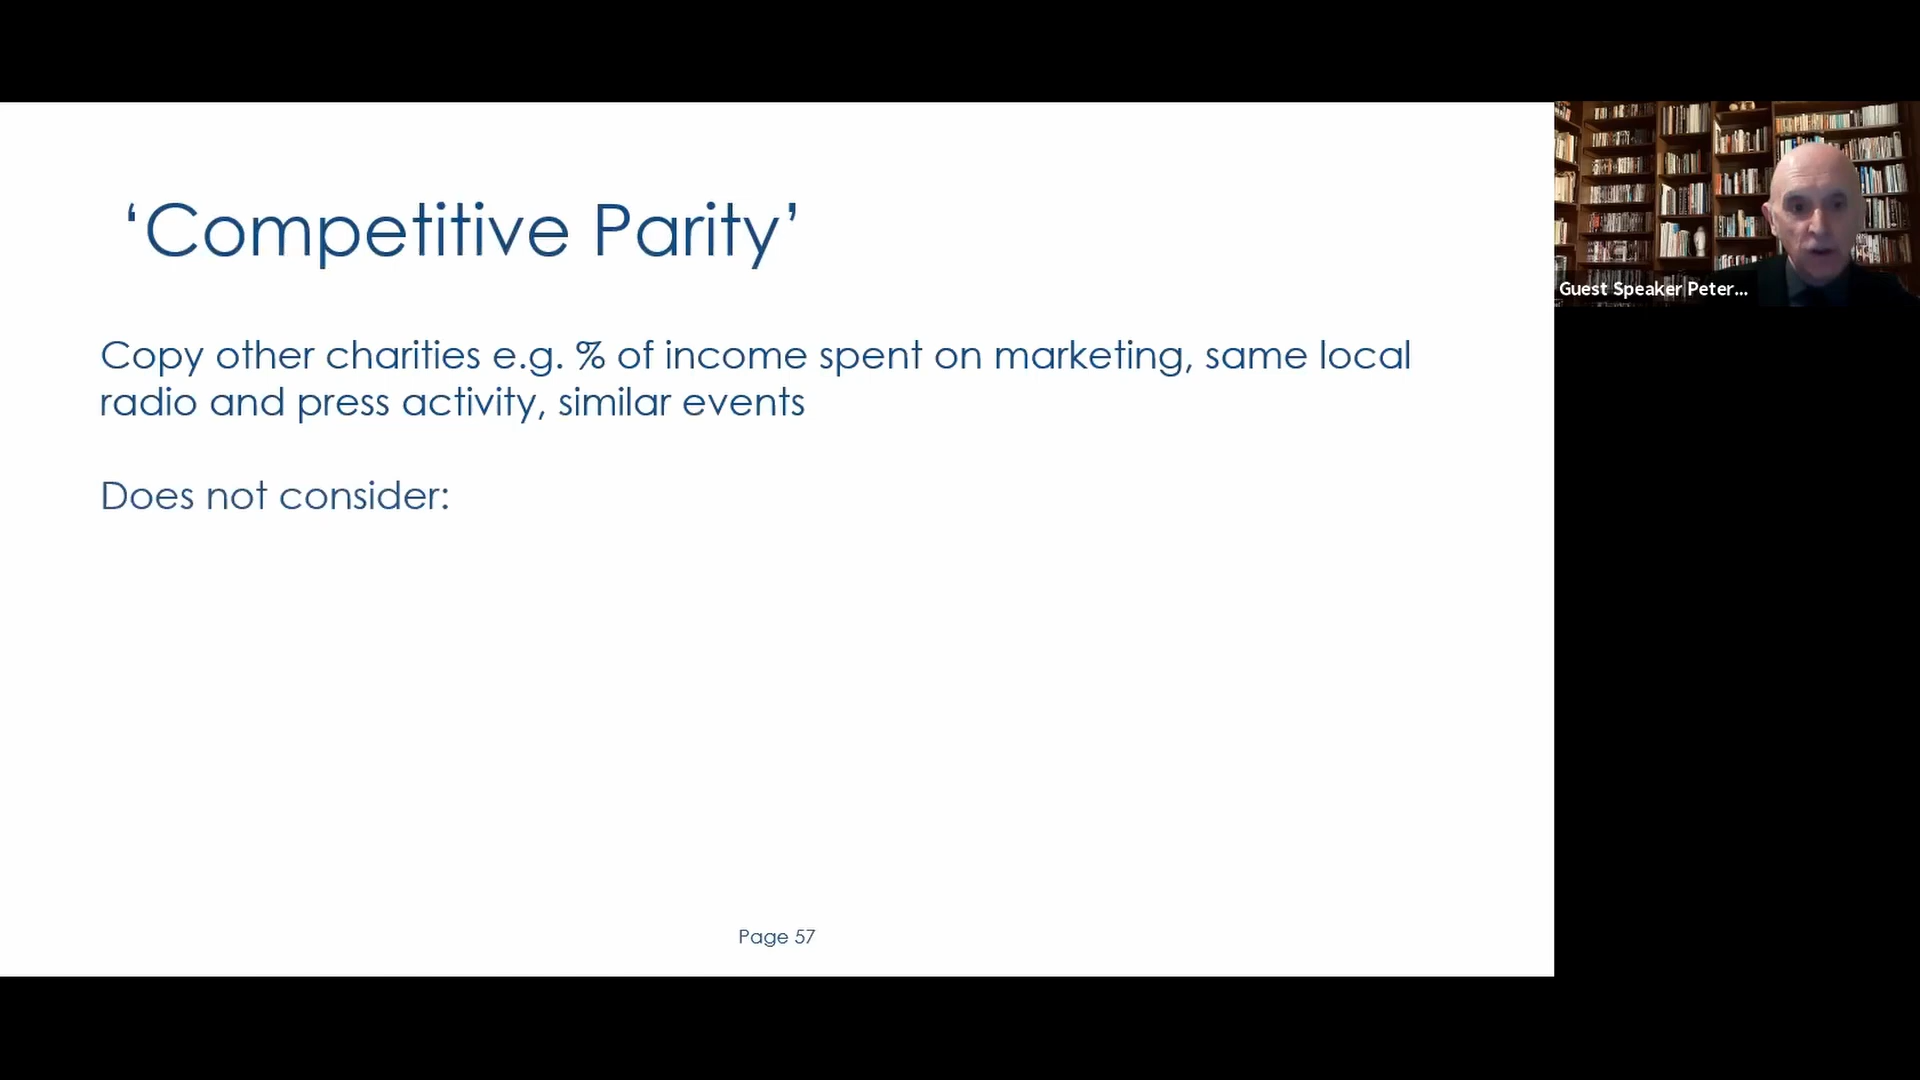 ‘Competitive Parity’
Copy other charities e.g. % of income spent on marketing, same local
radio and press activity, similar events
Does not consider:
Page 57
Guest Speaker Peter...